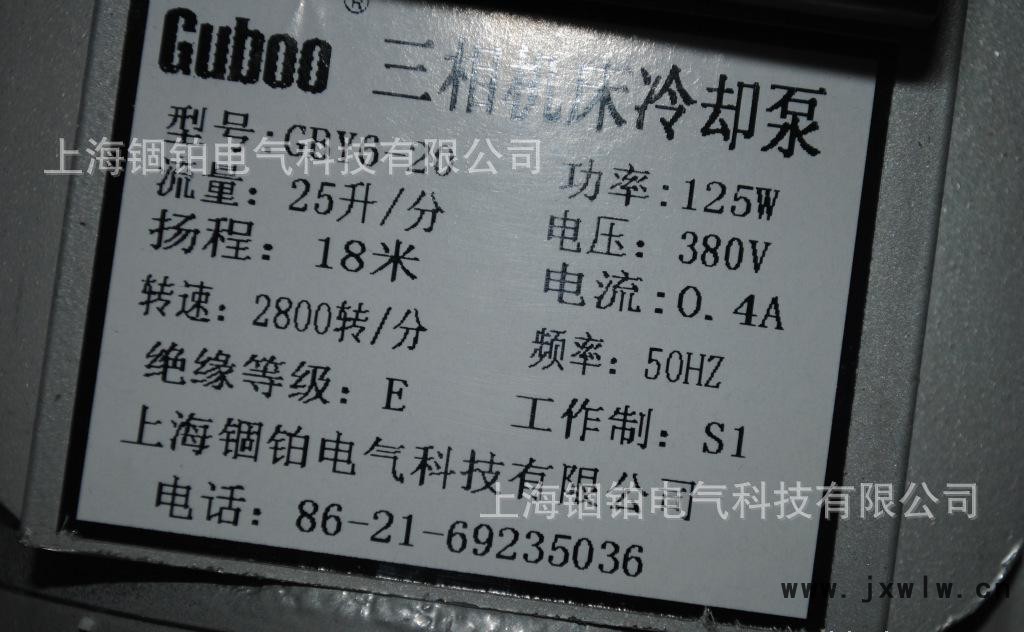 Guboo® 三相机床冷却泵
型号:
功率:125W
流量: 25升/分
电压: 380V
扬程: 18米
电流:0.4A
转速: 2800转/分
频率: 50HZ
绝缘等级: E
工作制: S1
上海锢铂电气科技有限公司
电话: 86-21-69235036
上海锢铂电气科技有限公司
上海锢铂电气科技有限公司
www.jxwlw.cn